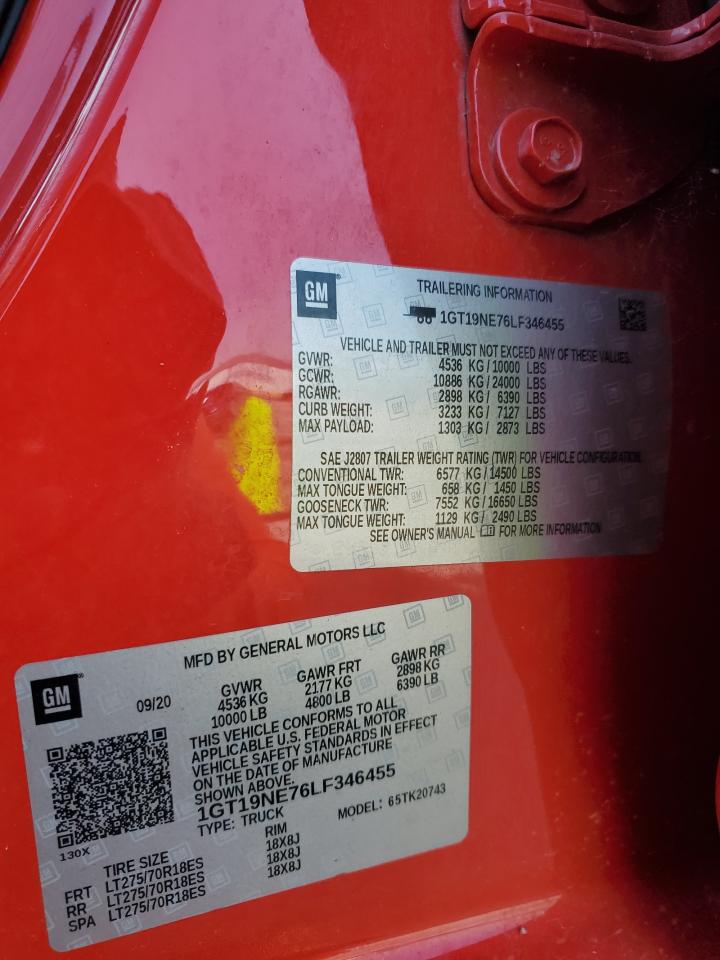 GM
TRAILERING INFORMATION
1GT19NE76LF346455
VEHICLE AND TRAILER MUST NOT EXCEED ANY OF THESE VALUES.
GVWR: 4536 KG / 10000 LBS
GCWR: 10886 KG / 24000 LBS
RGAWR: 2898 KG / 6390 LBS
CURB WEIGHT: 3233 KG / 7127 LBS
MAX PAYLOAD: 1303 KG / 2873 LBS
SAE J2807 TRAILER WEIGHT RATING (TWR) FOR VEHICLE CONFIGURATION.
CONVENTIONAL TWR: 6577 KG / 14500 LBS
MAX TONGUE WEIGHT: 658 KG / 1450 LBS
GOOSENECK TWR: 7552 KG / 16650 LBS
MAX TONGUE WEIGHT: 1129 KG / 2490 LBS
SEE OWNER'S MANUAL FOR MORE INFORMATION
GM
MFD BY GENERAL MOTORS LLC
09/20
GVWR GAWR FRT GAWR RR
4536 KG 2177 KG 2898 KG
10000 LB 4800 LB 6390 LB
THIS VEHICLE CONFORMS TO ALL
APPLICABLE U.S. FEDERAL MOTOR
VEHICLE SAFETY STANDARDS IN EFFECT
ON THE DATE OF MANUFACTURE
SHOWN ABOVE.
1GT19NE76LF346455
TYPE: TRUCK MODEL: 65TK20743
130X
TIRE SIZE RIM
FRT LT275/70R18ES 18X8J
RR LT275/70R18ES 18X8J
SPA LT275/70R18ES 18X8J